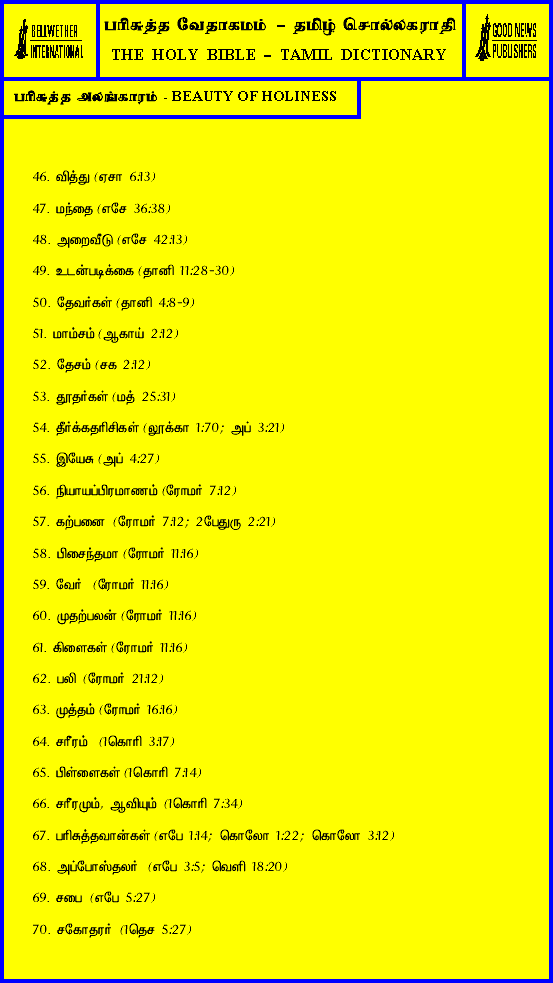 BELLWETHER
INTERNATIONAL
பரிசுத்த வேதாகமம் – தமிழ் சொல்லகராதி
THE HOLY BIBLE – TAMIL DICTIONARY
GOOD NEWS
PUBLISHERS
பரிசுத்த அலங்காரம் - BEAUTY OF HOLINESS
46. வித்து (ஏசா 6:13)
47. மந்தை (எசே 36:38)
48. அறைவீடு (எசே 42:13)
49. உடன்படிக்கை (தானி 11:28-30)
50. தேவர்கள் (தானி 4:8-9)
51. மாம்சம் (ஆகாய் 2:12)
52. தேசம் (சக 2:12)
53. தூதர்கள் (மத் 25:31)
54. தீர்க்கதரிசிகள் (லூக்கா 1:70; அப் 3:21)
55. இயேசு (அப் 4:27)
56. நியாயப்பிரமாணம் (ரோமர் 7:12)
57. கற்பனை (ரோமர் 7:12; 2பேதுரு 2:21)
58. பிசைந்தமா (ரோமர் 11:16)
59. வேர் (ரோமர் 11:16)
60. முதற்பலன் (ரோமர் 11:16)
61. கிளைகள் (ரோமர் 11:16)
62. பலி (ரோமர் 21:12)
63. முத்தம் (ரோமர் 16:16)
64. சரீரம் (1கொரி 3:17)
65. பிள்ளைகள் (1கொரி 7:14)
66. சரீரமும், ஆவியும் (1கொரி 7:34)
67. பரிசுத்தவான்கள் (எபே 1:14; கொலோ 1:22; கொலோ 3:12)
68. அப்போஸ்தலர் (எபே 3:5; வெளி 18:20)
69. சபை (எபே 5:27)
70. சகோதரர் (1தெச 5:27)